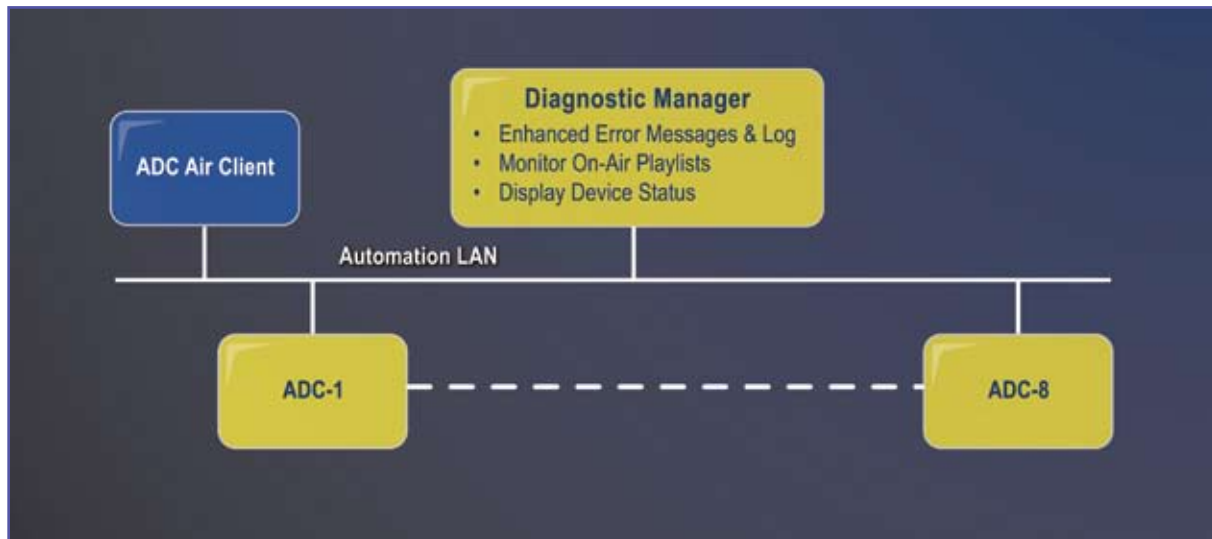 Diagnostic Manager
• Enhanced Error Messages & Log
• Monitor On-Air Playlists
• Display Device Status
ADC Air Client
Automation LAN
ADC-1
ADC-8